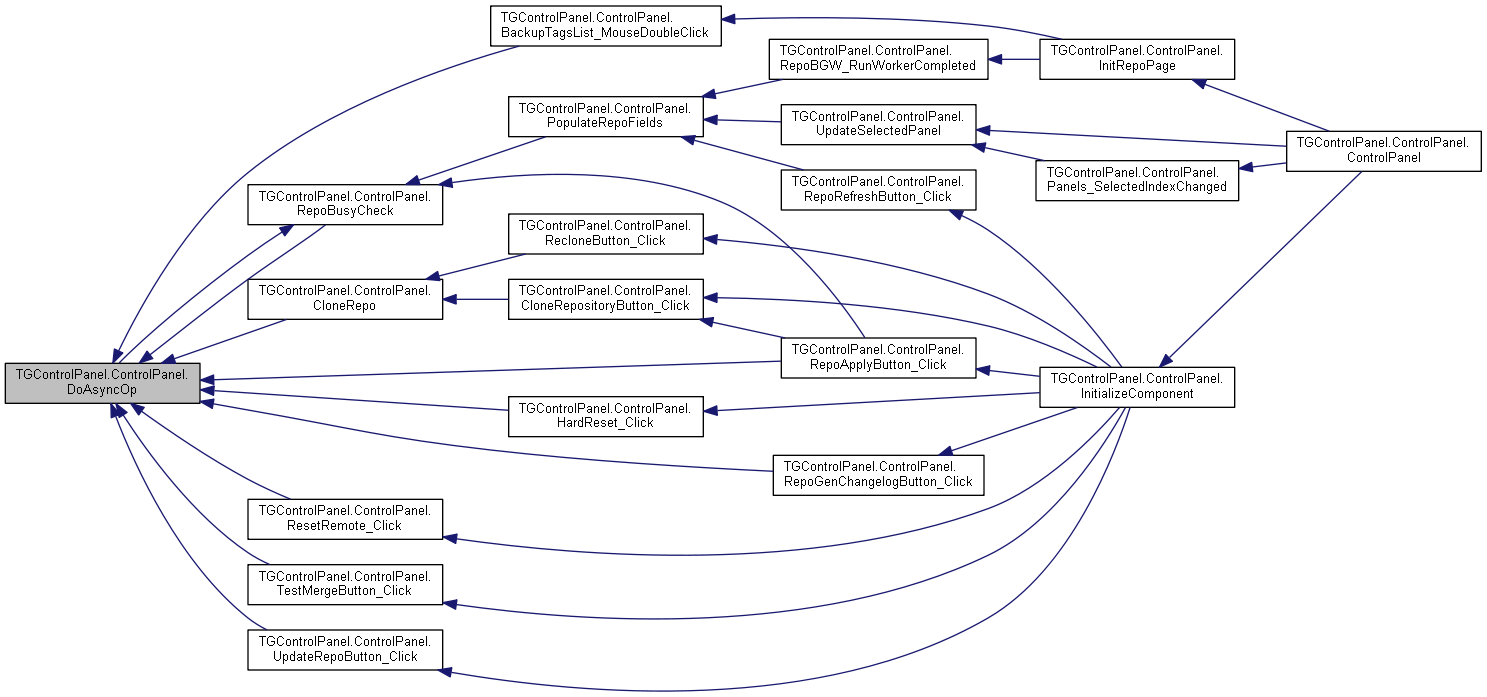 TGControlPanel.ControlPanel.
BackupTagsList_MouseDoubleClick
TGControlPanel.ControlPanel.
RepoBGW_RunWorkerCompleted
TGControlPanel.ControlPanel.
InitRepoPage
TGControlPanel.ControlPanel.
PopulateRepoFields
TGControlPanel.ControlPanel.
UpdateSelectedPanel
TGControlPanel.ControlPanel.
ControlPanel
TGControlPanel.ControlPanel.
Panels_SelectedIndexChanged
TGControlPanel.ControlPanel.
RepoRefreshButton_Click
TGControlPanel.ControlPanel.
RepoBusyCheck
TGControlPanel.ControlPanel.
RecloneButton_Click
TGControlPanel.ControlPanel.
CloneRepo
TGControlPanel.ControlPanel.
CloneRepositoryButton_Click
TGControlPanel.ControlPanel.
RepoApplyButton_Click
TGControlPanel.ControlPanel.
DoAsyncOp
TGControlPanel.ControlPanel.
InitializeComponent
TGControlPanel.ControlPanel.
HardReset_Click
TGControlPanel.ControlPanel.
RepoGenChangelogButton_Click
TGControlPanel.ControlPanel.
ResetRemote_Click
TGControlPanel.ControlPanel.
TestMergeButton_Click
TGControlPanel.ControlPanel.
UpdateRepoButton_Click